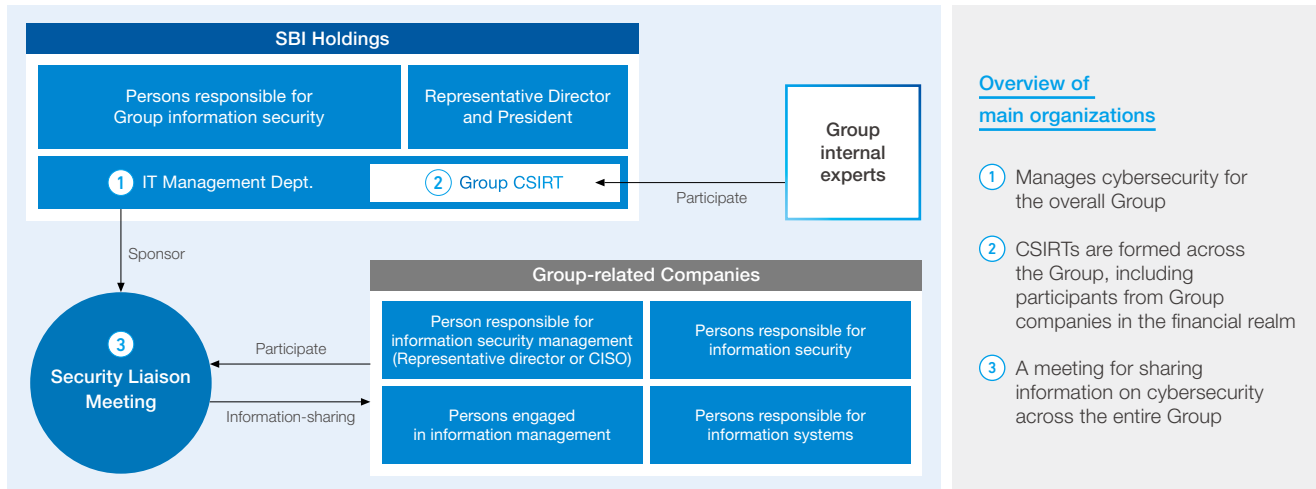 SBI Holdings
Persons responsible for
Group information security
Representative Director
and President
1 IT Management Dept.
2 Group CSIRT
Group
internal
experts
Participate
Sponsor
3
Security Liaison
Meeting
Participate
Information-sharing
Group-related Companies
Person responsible for
information security management
(Representative director or CISO)
Persons responsible for
information security
Persons engaged
in information management
Persons responsible for
information systems
Overview of
main organizations
1 Manages cybersecurity for
the overall Group
2 CSIRTs are formed across
the Group, including
participants from Group
companies in the financial realm
3 A meeting for sharing
information on cybersecurity
across the entire Group